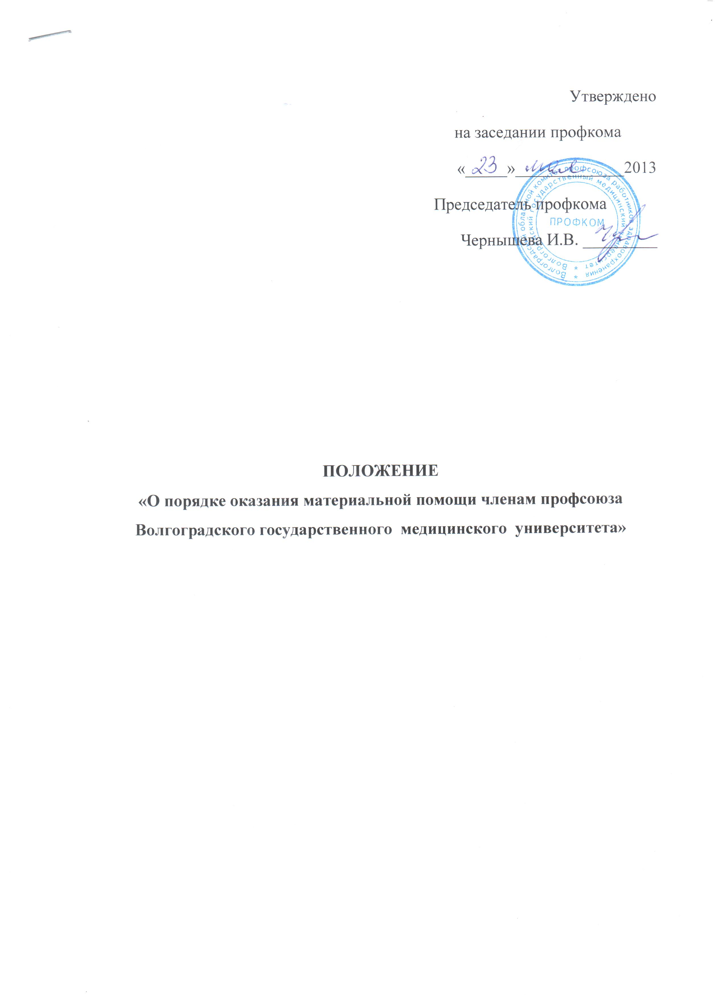 Утверждено
на заседании профкома
«23» мая 2013
Председатель профкома
Чернышева И.В.
Волгоградский областной комитет профсоюза работников здравоохранения *
Волгоградский государственный медицинский университет *
ПРОФКОМ
ПОЛОЖЕНИЕ
«О порядке оказания материальной помощи членам профсоюза
Волгоградского государственного медицинского университета»